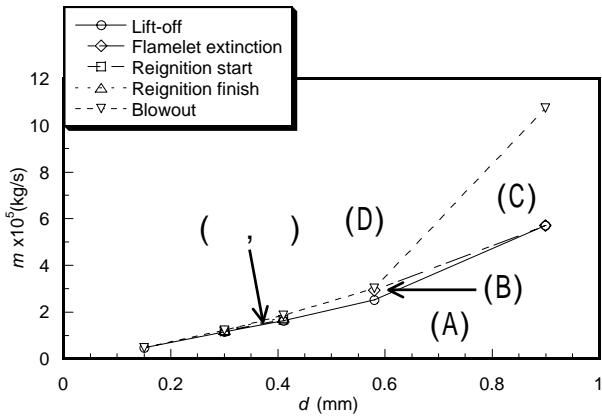 Lift-off
Flamelet extinction
Reignition start
Reignition finish
Blowout
12
10
8
6
4
2
0
m x10⁵(kg/s)
(C)
(D)
( , )
(B)
(A)
0 0.2 0.4 0.6 0.8 1
d (mm)